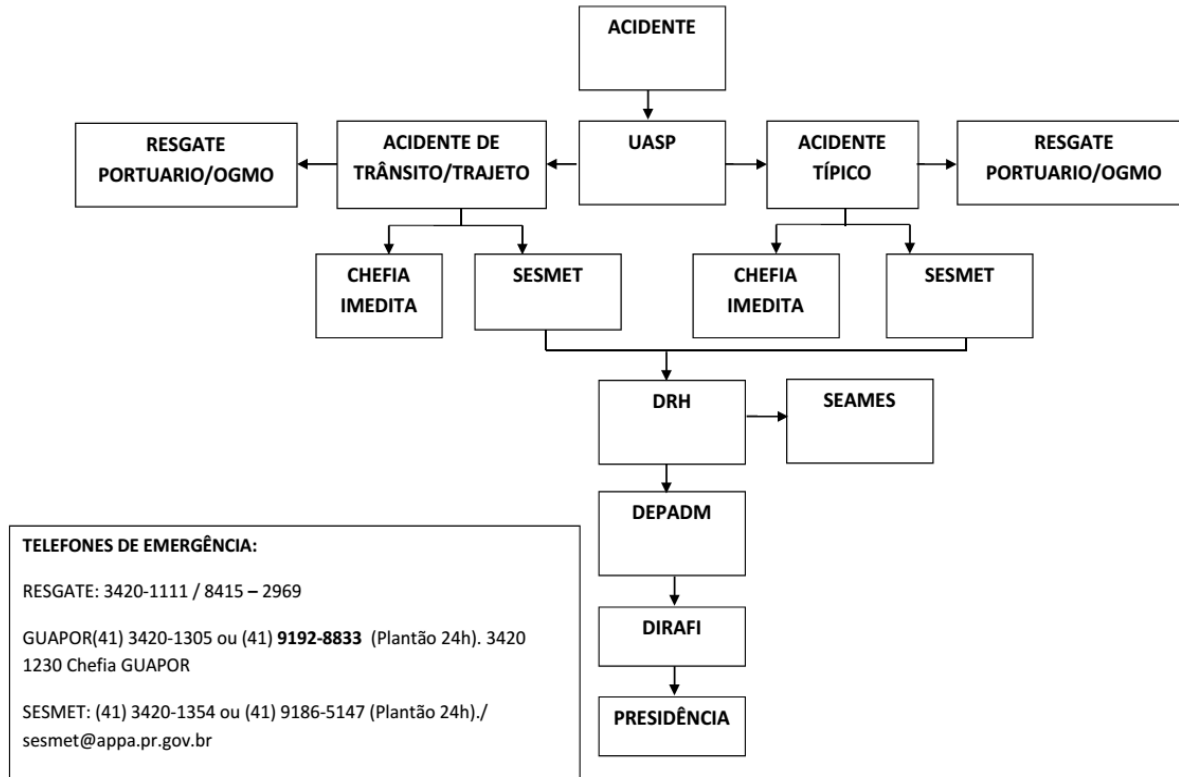 ACIDENTE
RESGATE
PORTUARIO/OGMO
ACIDENTE DE
TRÂNSITO/TRAJETO
UASP
ACIDENTE
TÍPICO
RESGATE
PORTUARIO/OGMO
CHEFIA
IMEDITA
SESMET
CHEFIA
IMEDITA
SESMET
DRH
SEAMES
DEPADM
DIRAFI
PRESIDÊNCIA
TELEFONES DE EMERGÊNCIA:
RESGATE: 3420-1111 / 8415 – 2969
GUAPOR(41) 3420-1305 ou (41) 9192-8833 (Plantão 24h). 3420
1230 Chefia GUAPOR
SESMET: (41) 3420-1354 ou (41) 9186-5147 (Plantão 24h)./
sesmet@appa.pr.gov.br